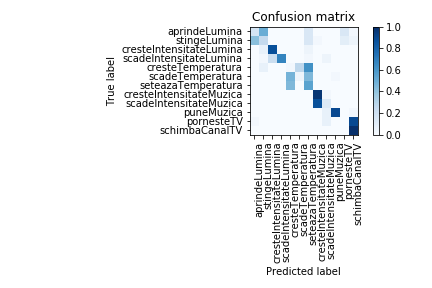 Confusion matrix
True label
aprindeLumina
stingeLumina
cresteIntensitateLumina
scadeIntensitateLumina
cresteTemperatura
scadeTemperatura
seteazaTemperatura
cresteIntensitateMuzica
scadeIntensitateMuzica
puneMuzica
pornesteTV
schimbaCanalTV
1.0
0.8
0.6
0.4
0.2
0.0
aprindeLumina
stingeLumina
cresteIntensitateLumina
scadeIntensitateLumina
cresteTemperatura
scadeTemperatura
seteazaTemperatura
cresteIntensitateMuzica
scadeIntensitateMuzica
puneMuzica
pornesteTV
schimbaCanalTV
Predicted label